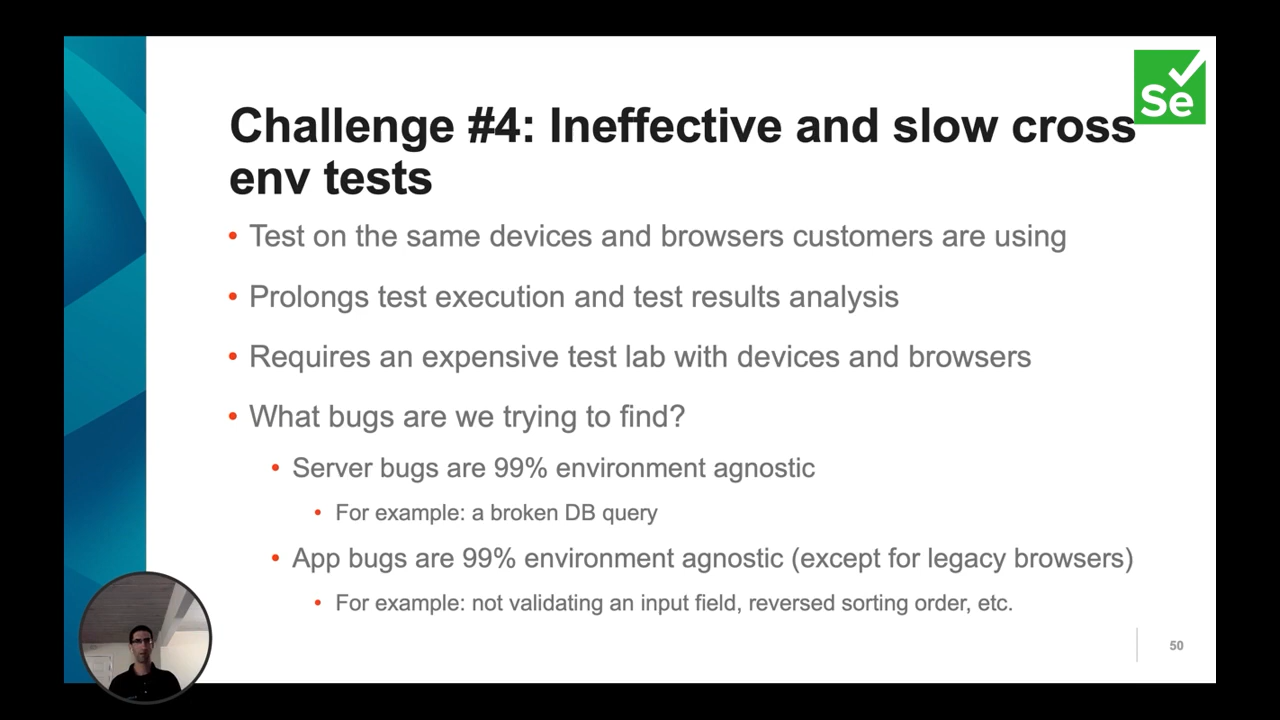 Se
Challenge #4: Ineffective and slow cross
env tests
• Test on the same devices and browsers customers are using
• Prolongs test execution and test results analysis
• Requires an expensive test lab with devices and browsers
• What bugs are we trying to find?
• Server bugs are 99% environment agnostic
• For example: a broken DB query
• App bugs are 99% environment agnostic (except for legacy browsers)
• For example: not validating an input field, reversed sorting order, etc.
50